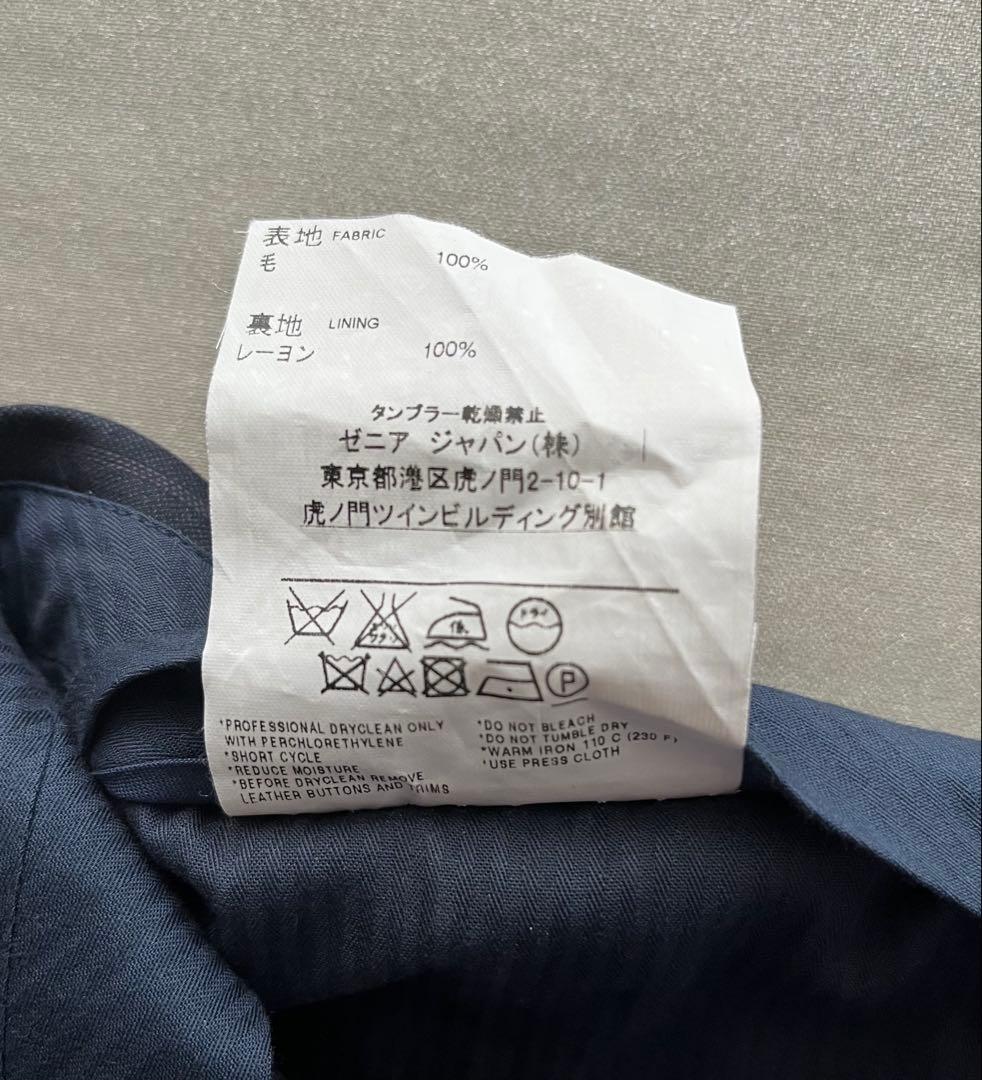 表地 FABRIC
毛 100%
裏地 LINING
レーヨン 100%
タンブラー乾燥禁止
ゼニア ジャパン(株)
東京都港区虎ノ門2-10-1
虎ノ門ツインビルディング別館
低
ドライ
P
*PROFESSIONAL DRYCLEAN ONLY
WITH PERCHLORETHYLENE
*SHORT CYCLE
*REDUCE MOISTURE
*BEFORE DRYCLEAN REMOVE
LEATHER BUTTONS AND TRIMS
*DO NOT BLEACH
*DO NOT TUMBLE DRY
*WARM IRON 110 C (230 F)
*USE PRESS CLOTH